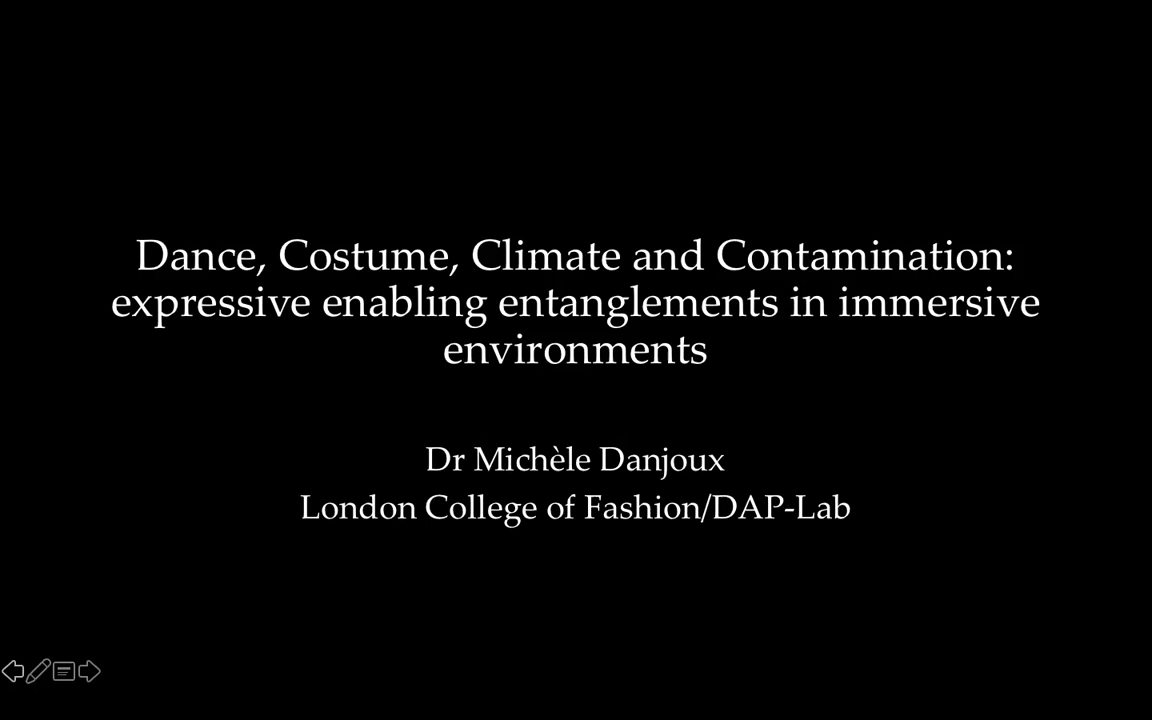 Dance, Costume, Climate and Contamination:
expressive enabling entanglements in immersive
environments
Dr Michèle Danjoux
London College of Fashion/DAP-Lab